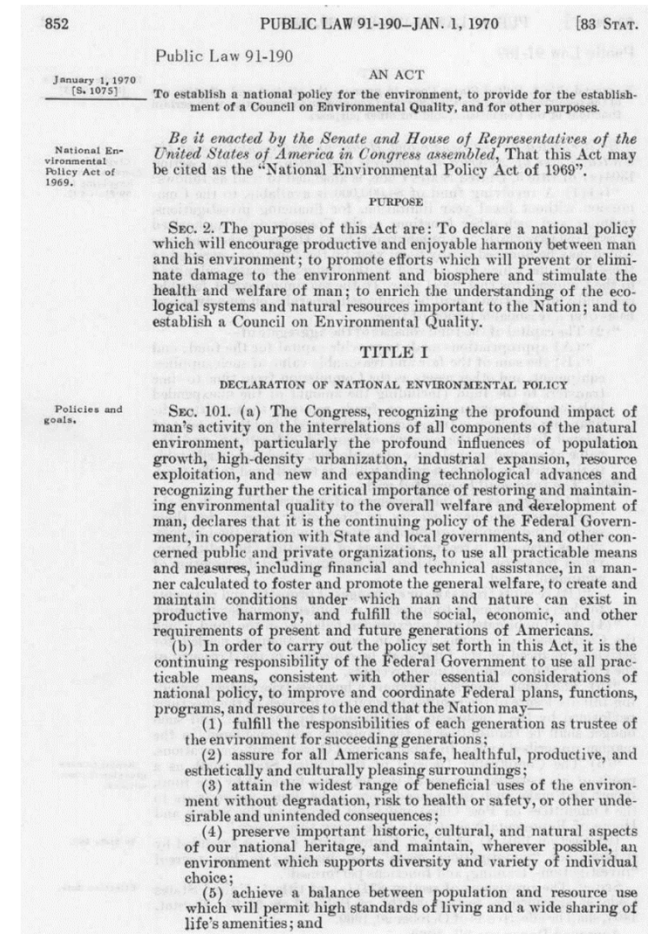 852
PUBLIC LAW 91-190-JAN. 1, 1970
[83 STAT.
Public Law 91-190
January 1, 1970
[S. 1075]
AN ACT
To establish a national policy for the environment, to provide for the establish-
ment of a Council on Environmental Quality, and for other purposes.
National En-
vironmental
Policy Act of
1969.
Be it enacted by the Senate and House of Representatives of the
United States of America in Congress assembled, That this Act may
be cited as the “National Environmental Policy Act of 1969”.
PURPOSE
SEC. 2. The purposes of this Act are: To declare a national policy
which will encourage productive and enjoyable harmony between man
and his environment; to promote efforts which will prevent or elimi-
nate damage to the environment and biosphere and stimulate the
health and welfare of man; to enrich the understanding of the eco-
logical systems and natural resources important to the Nation; and to
establish a Council on Environmental Quality.
TITLE I
DECLARATION OF NATIONAL ENVIRONMENTAL POLICY
Policies and
goals.
SEC. 101. (a) The Congress, recognizing the profound impact of
man's activity on the interrelations of all components of the natural
environment, particularly the profound influences of population
growth, high-density urbanization, industrial expansion, resource
exploitation, and new and expanding technological advances and
recognizing further the critical importance of restoring and maintain-
ing environmental quality to the overall welfare and development of
man, declares that it is the continuing policy of the Federal Govern-
ment, in cooperation with State and local governments, and other con-
cerned public and private organizations, to use all practicable means
and measures, including financial and technical assistance, in a man-
ner calculated to foster and promote the general welfare, to create and
maintain conditions under which man and nature can exist in
productive harmony, and fulfill the social, economic, and other
requirements of present and future generations of Americans.
(b) In order to carry out the policy set forth in this Act, it is the
continuing responsibility of the Federal Government to use all prac-
ticable means, consistent with other essential considerations of
national policy, to improve and coordinate Federal plans, functions,
programs, and resources to the end that the Nation may—
(1) fulfill the responsibilities of each generation as trustee of
the environment for succeeding generations;
(2) assure for all Americans safe, healthful, productive, and
esthetically and culturally pleasing surroundings;
(3) attain the widest range of beneficial uses of the environ-
ment without degradation, risk to health or safety, or other unde-
sirable and unintended consequences;
(4) preserve important historic, cultural, and natural aspects
of our national heritage, and maintain, wherever possible, an
environment which supports diversity and variety of individual
choice;
(5) achieve a balance between population and resource use
which will permit high standards of living and a wide sharing of
life's amenities; and